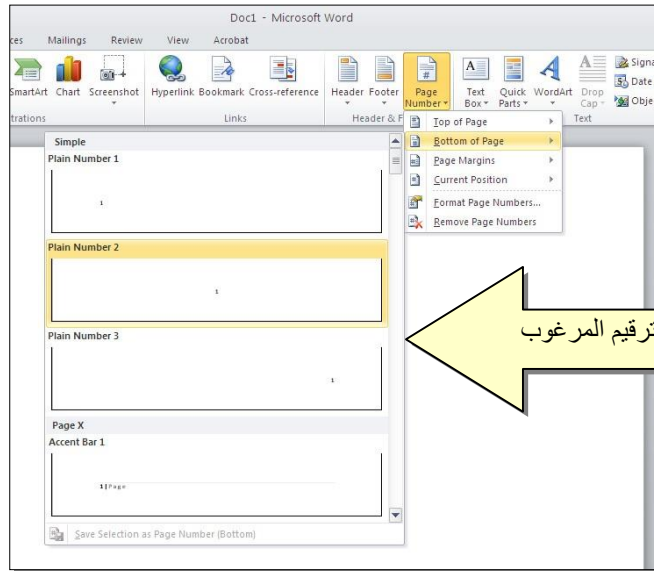 Doc1 - Microsoft Word
ces Mailings Review View Acrobat
SmartArt Chart Screenshot Hyperlink Bookmark Cross-reference Header Footer Page Number Text Box Quick Parts WordArt Drop Cap Signa
Date
Obje
trations Links Header & F Text
Top of Page
Bottom of Page
Page Margins
Current Position
Format Page Numbers...
Remove Page Numbers
Simple
Plain Number 1
1
Plain Number 2
1
Plain Number 3
1
Page X
Accent Bar 1
1|Page
Save Selection as Page Number (Bottom)
ترقيم المرغوب